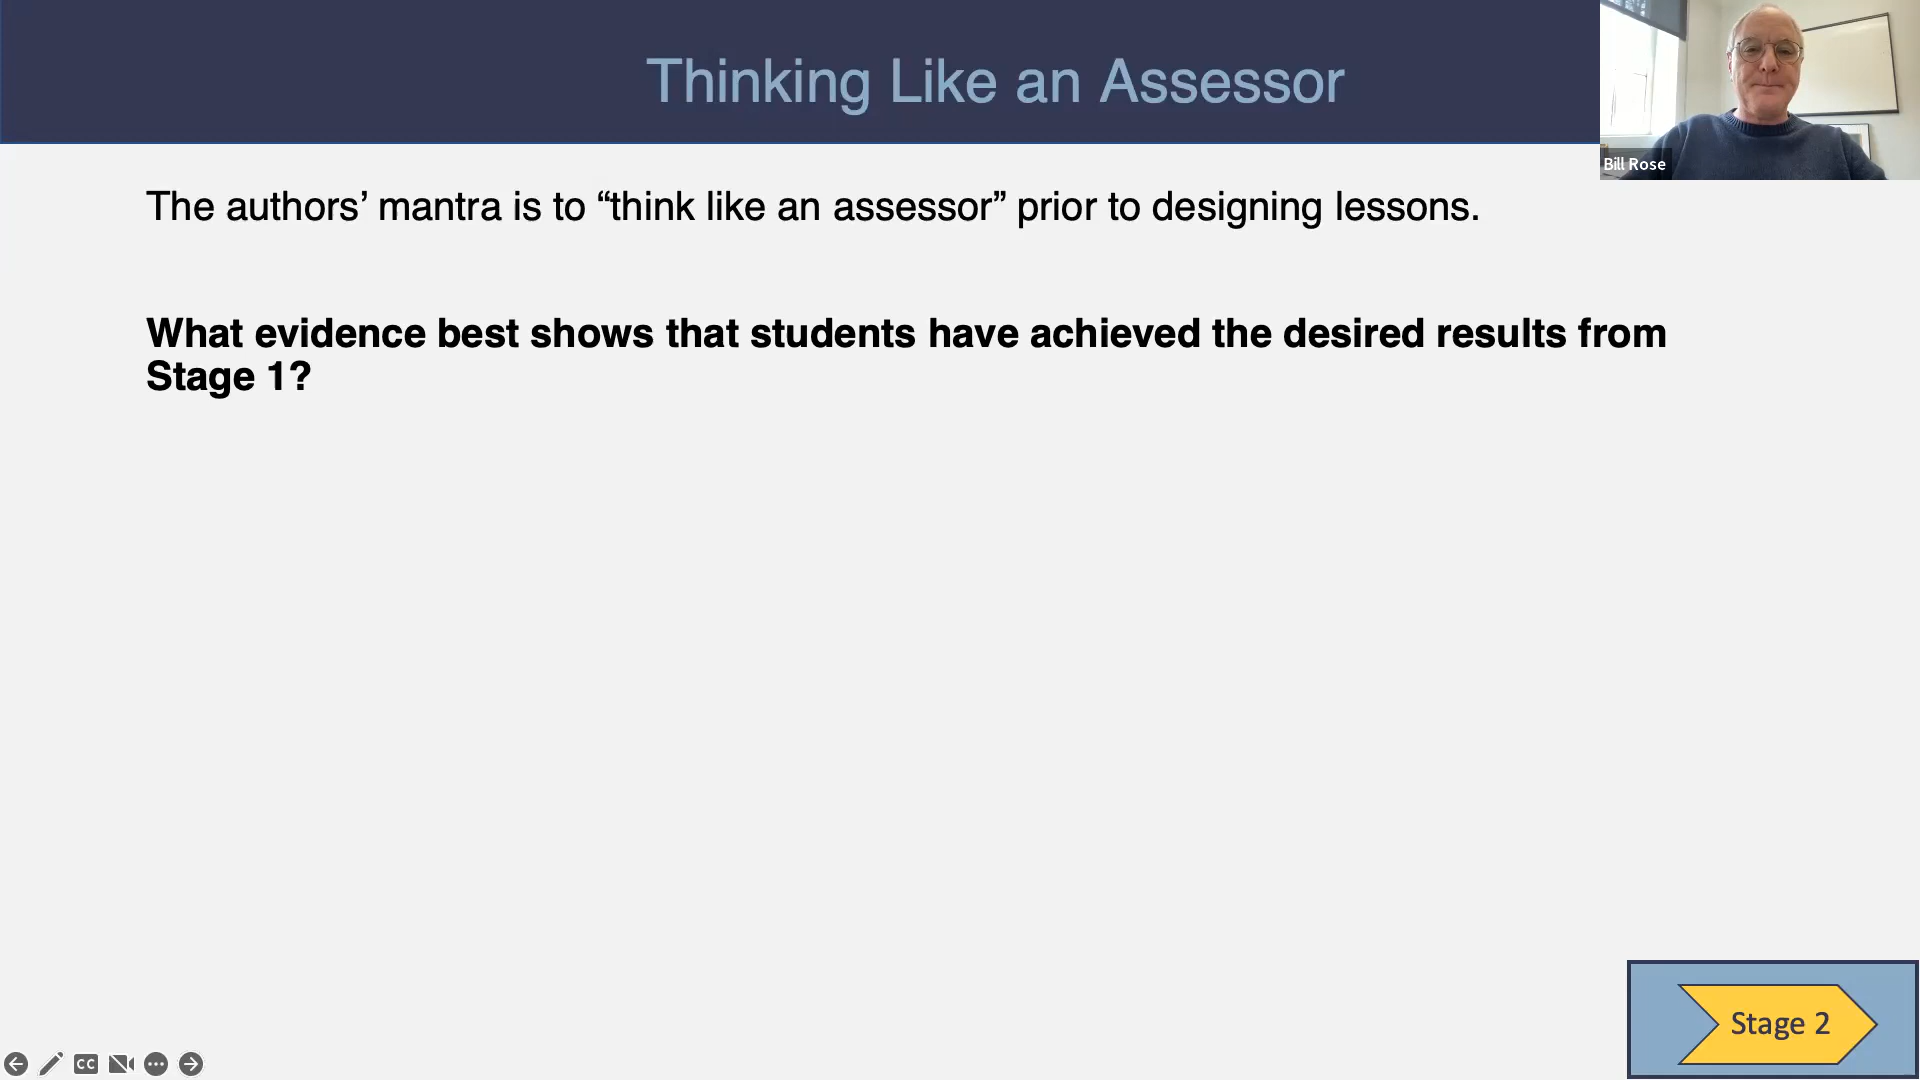 Thinking Like an Assessor
Bill Rose
The authors’ mantra is to “think like an assessor” prior to designing lessons.
What evidence best shows that students have achieved the desired results from
Stage 1?
Stage 2
CC